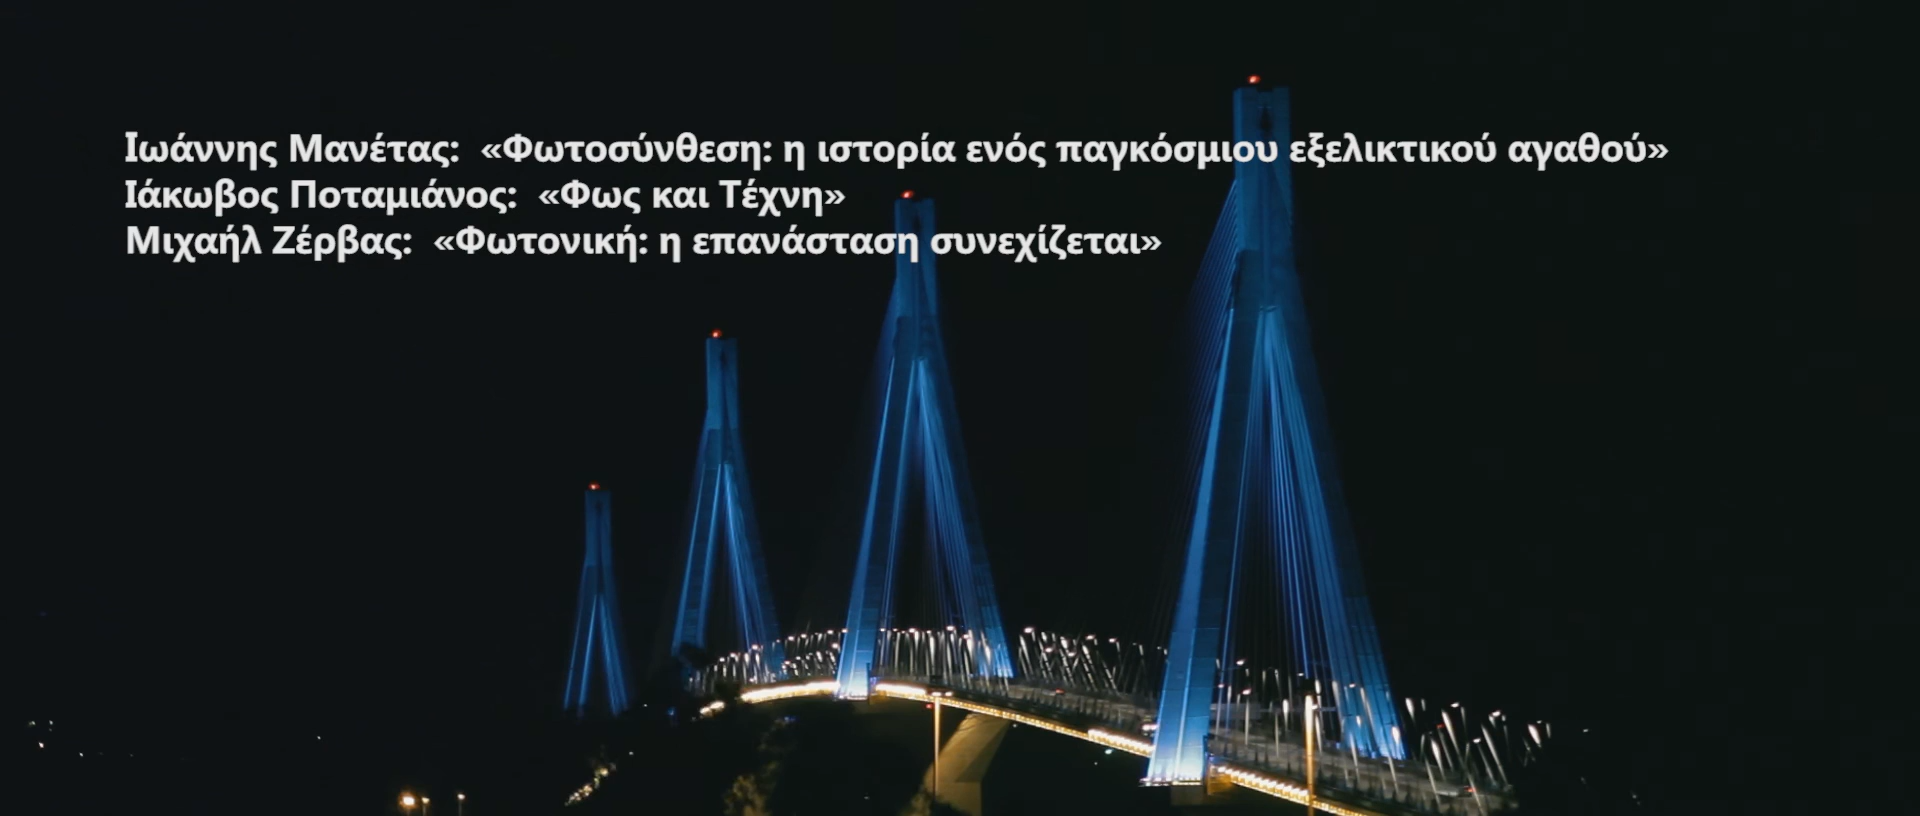 Ιωάννης Μανέτας: «Φωτοσύνθεση: η ιστορία ενός παγκόσμιου εξελικτικού αγαθού»
Ιάκωβος Ποταμιάνος: «Φως και Τέχνη»
Μιχαήλ Ζέρβας: «Φωτονική: η επανάσταση συνεχίζεται»